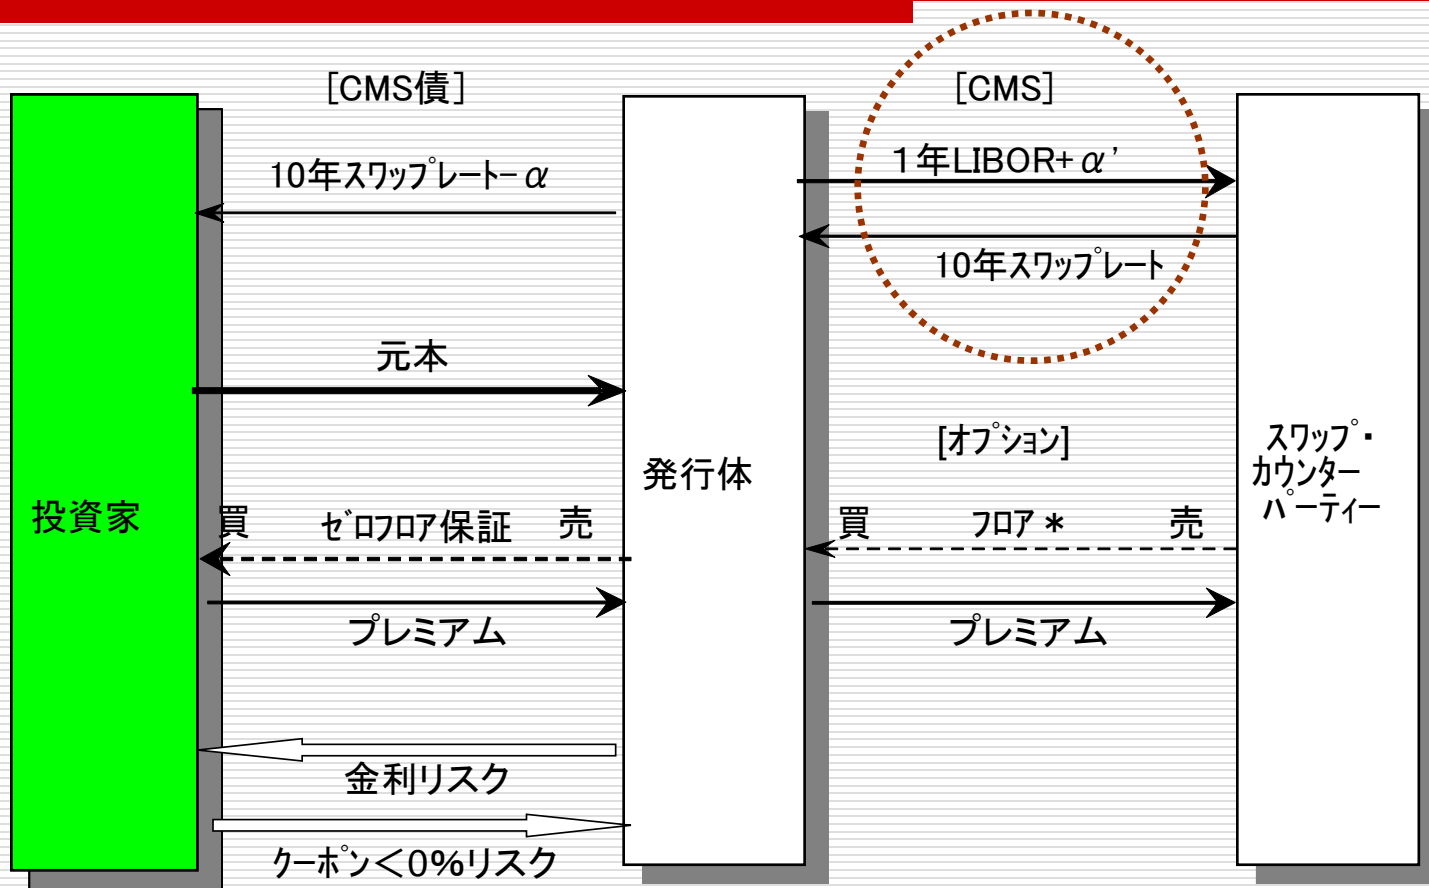 [CMS債]
[CMS]
10年スワップレート-α
1年LIBOR+α'
10年スワップレート
元本
[オプション]
投資家
発行体
スワップ・
カウンター
パーティー
買 ゼロフロア保証 売
買 フロア * 売
プレミアム
プレミアム
金利リスク
クーポン<0%リスク